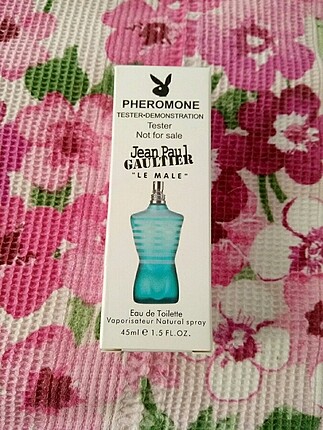 PHEROMONE
TESTER•DEMONSTRATION
Tester
Not for sale
Jean Paul
GAULTIER
"LE MALE"
Eau de Toilette
Vaporisateur Natural spray
45ml ℮ 1.5 FL.OZ.